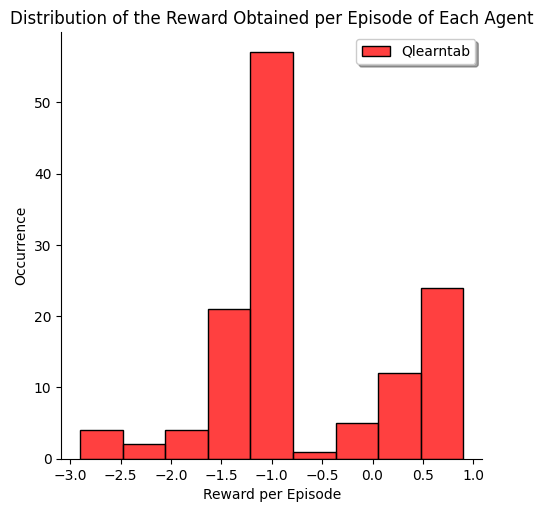 Distribution of the Reward Obtained per Episode of Each Agent
Qlearntab
50
40
30
20
10
0
Occurrence
−3.0 −2.5 −2.0 −1.5 −1.0 −0.5 0.0 0.5 1.0
Reward per Episode